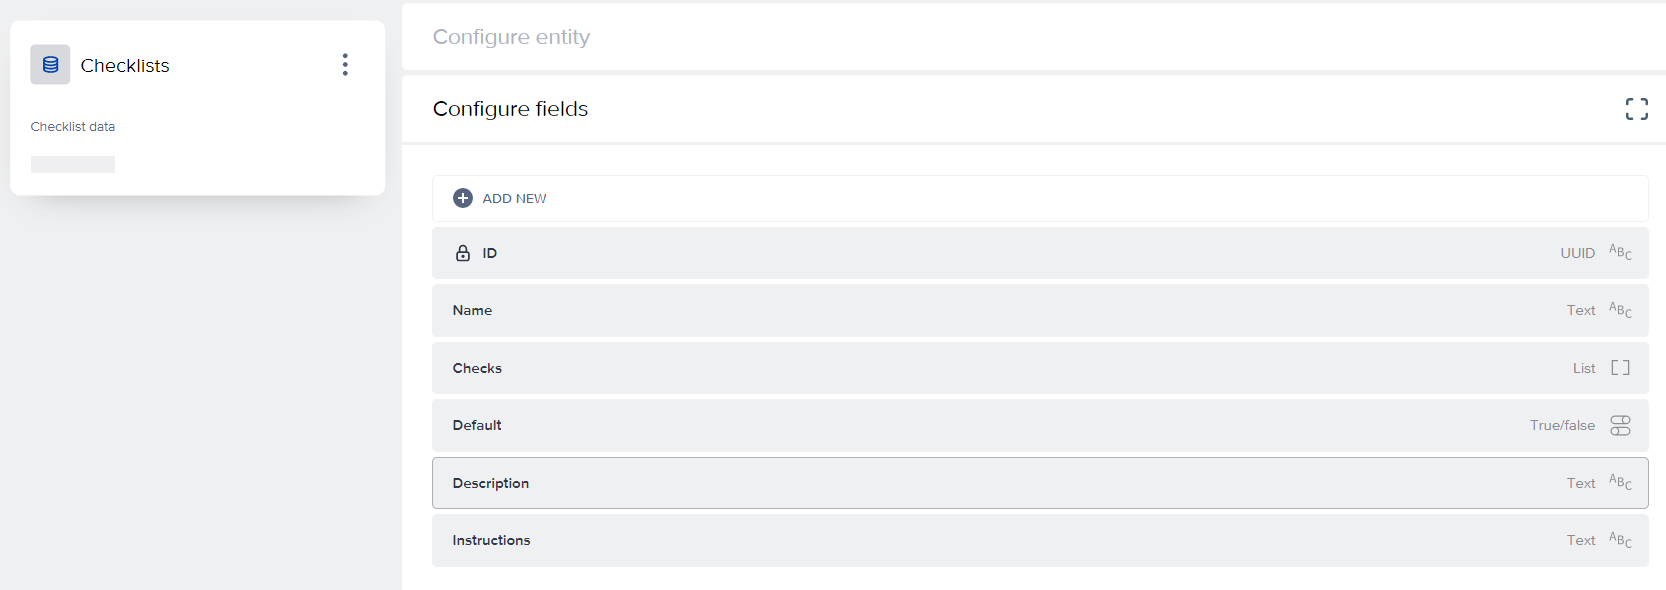 Checklists
Checklist data
Configure entity
Configure fields
ADD NEW
ID UUID ABC
Name Text ABC
Checks List
Default True/false
Description Text ABC
Instructions Text ABC